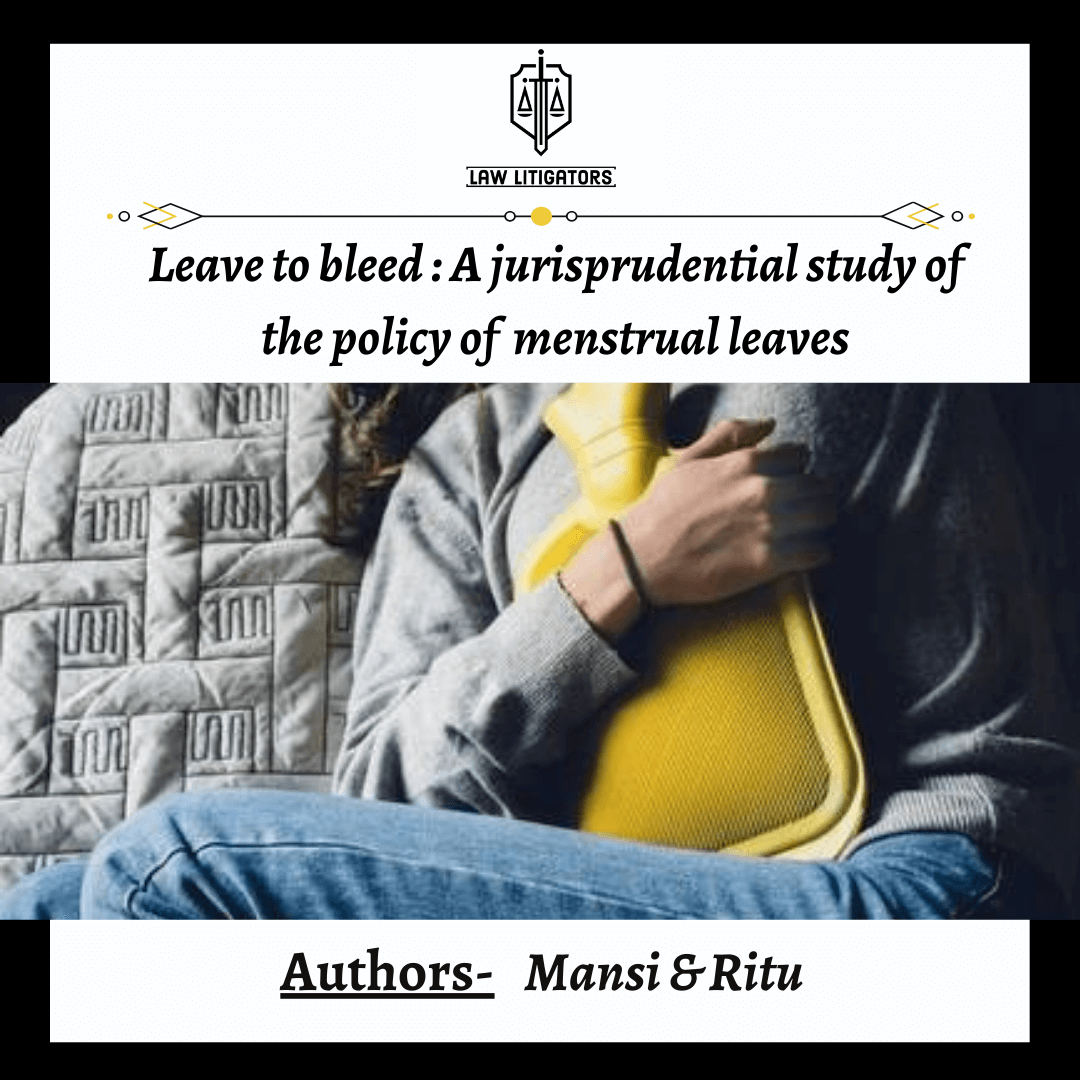 LAW LITIGATORS
Leave to bleed : A jurisprudential study of
the policy of menstrual leaves
Authors- Mansi & Ritu